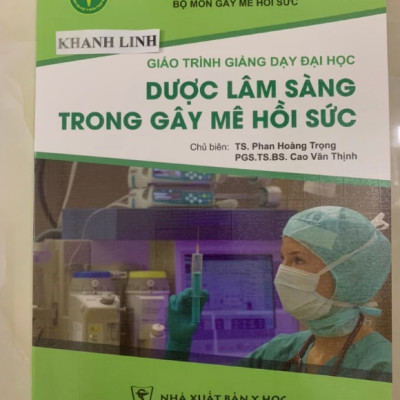 BỘ MÔN GÂY MÊ HỒI SỨC
KHANH LINH
GIÁO TRÌNH GIẢNG DẠY ĐẠI HỌC
DƯỢC LÂM SÀNG
TRONG GÂY MÊ HỒI SỨC
Chủ biên: TS. Phan Hoàng Trọng
PGS.TS.BS. Cao Văn Thịnh
NHÀ XUẤT BẢN Y HỌC